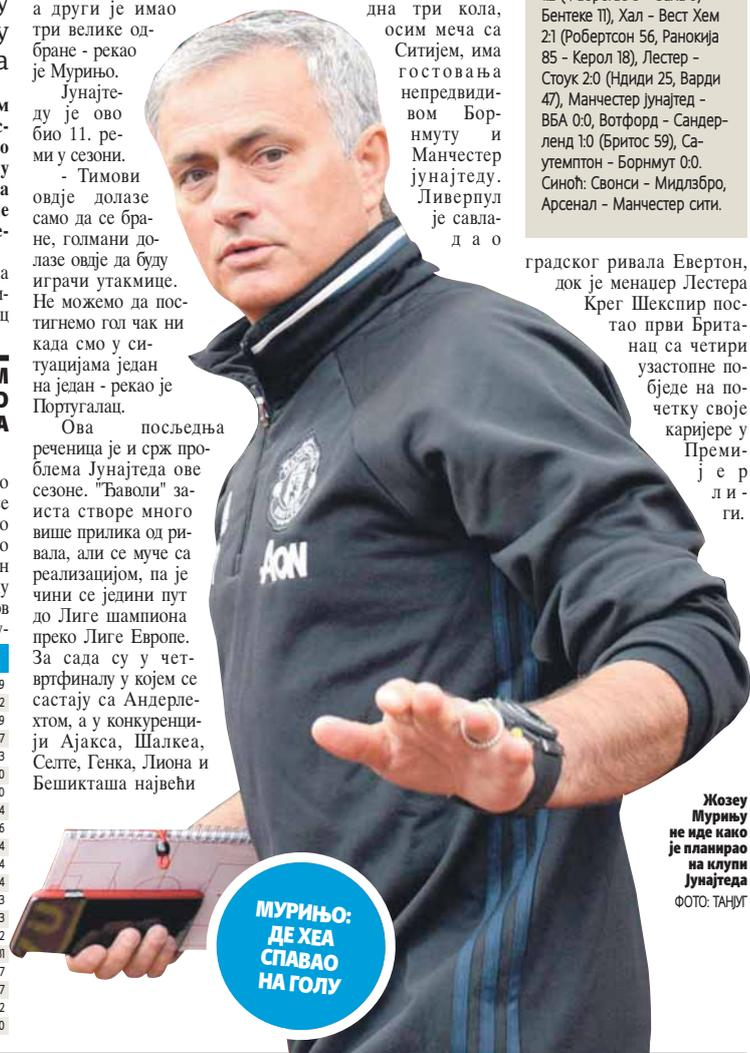 а други је имао
три велике од-
бране - рекао
је Мурињо.
Јунајте-
ду је ово
био 11. ре-
ми у сезони.
- Тимови
овдје долазе
само да се бра-
не, голмани до-
лазе овдје да буду
играчи утакмице.
Не можемо да пос-
тигнемо гол чак ни
када смо у си-
туацијама један
на један - рекао је
Португалац.
Ова посљедња
реченица је и срж про-
блема Јунајтеда ове
сезоне. "Ђаволи" за-
иста створе много
више прилика од ри-
вала, али се муче са
реализацијом, па је
чини се једини пут
до Лиге шампиона
преко Лиге Европе.
За сада су у чет-
вртфиналу у којем се
састају са Андерле-
хтом, а у конкуренци-
ји Ајакса, Шалкеа,
Селте, Генка, Лиона и
Бешикташа највећи
дна три кола,
осим меча са
Ситијем, има
гостовања
непредвиди-
вом Бор-
нмуту и
Манчестер
јунајтеду.
Ливерпул
је савла-
дао
градског ривала Евертон,
док је менаџер Лестера
Крег Шекспир пос-
тао први Брита-
нац са четири
узастопне по-
бједе на по-
четку своје
каријере у
Преми-
јер
ли-
ги.
Бентеке 11), Хал - Вест Хем
2:1 (Робертсон 56, Ранокија
85 - Керол 18), Лестер -
Стоук 2:0 (Ндиди 25, Варди
47), Манчестер јунајтед -
ВБА 0:0, Вотфорд - Сандер-
ленд 1:0 (Бритос 59), Са-
утемптон - Борнмут 0:0.
Синоћ: Свонси - Мидлзбро,
Арсенал - Манчестер сити.
AON
Жозеу
Мурињу
не иде како
је планирао
на клупи
Јунајтеда
ФОТО: ТАНЈУГ
МУРИЊО:
ДЕ ХЕА
СПАВАО
НА ГОЛУ